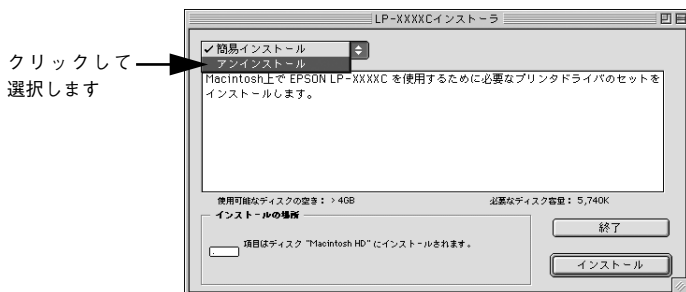 LP-XXXXCインストーラ
✓簡易インストール
アンインストール
クリックして
選択します
Macintosh上で EPSON LP-XXXXC を使用するために必要なプリンタドライバのセットを
インストールします。
使用可能なディスクの空き：>4GB 必要なディスク容量：5,740K
インストールの場所
項目はディスク "Macintosh HD" にインストールされます。
終了
インストール